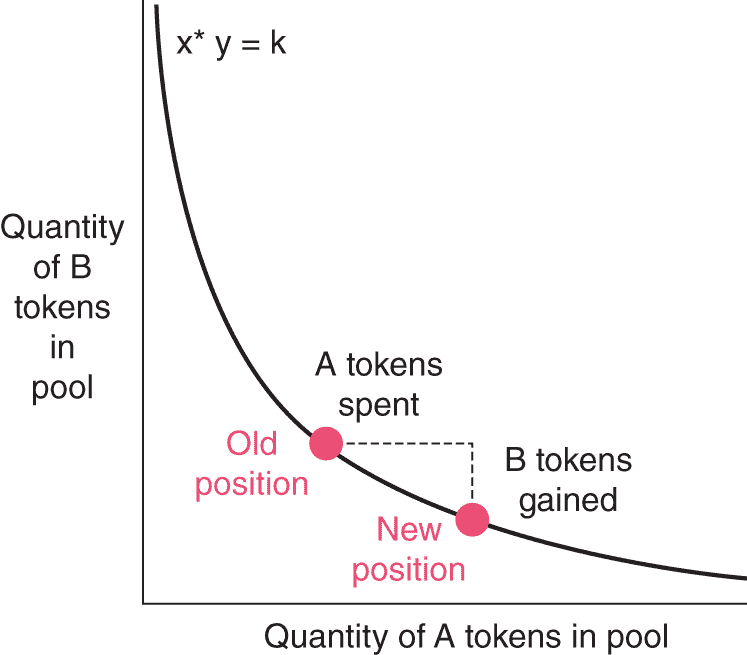 x* y = k
Quantity
of B
tokens
in
pool
A tokens
spent
Old
position
B tokens
gained
New
position
Quantity of A tokens in pool